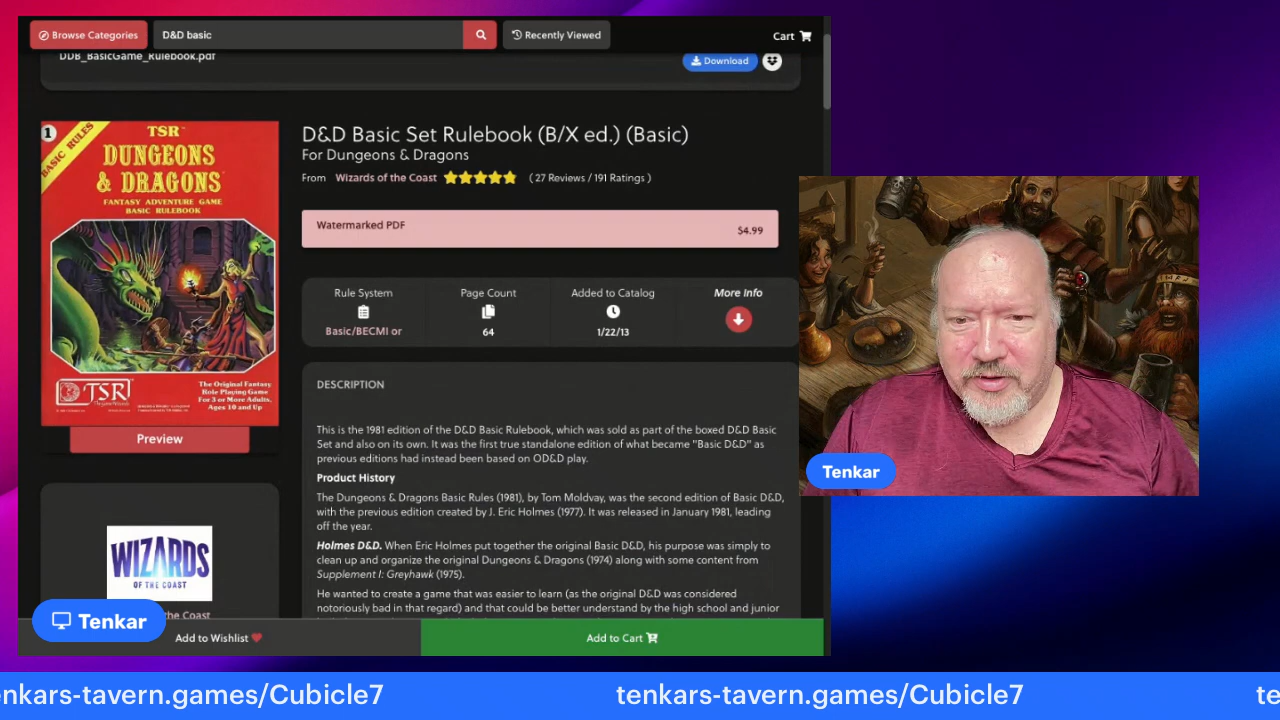 Browse Categories
D&D basic
Recently Viewed
Cart
DDB_BasicGame_Rulebook.pdf
Download
1
BASIC RULES
TSR
DUNGEONS
& DRAGONS
FANTASY ADVENTURE GAME
BASIC RULEBOOK
TSR
The Original Fantasy
Role Playing Game
For 3 or More Adults,
Ages 10 and Up
Preview
D&D Basic Set Rulebook (B/X ed.) (Basic)
For Dungeons & Dragons
From Wizards of the Coast (27 Reviews / 191 Ratings)
Watermarked PDF
$4.99
Rule System
Basic/BECMI or
Page Count
64
Added to Catalog
1/22/13
More Info
DESCRIPTION
This is the 1981 edition of the D&D Basic Rulebook, which was sold as part of the boxed D&D Basic
Set and also on its own. It was the first true standalone edition of what became "Basic D&D" as
previous editions had instead been based on OD&D play.
Product History
The Dungeons & Dragons Basic Rules (1981), by Tom Moldvay, was the second edition of Basic D&D,
with the previous edition created by J. Eric Holmes (1977). It was released in January 1981, leading
off the year.
Holmes D&D. When Eric Holmes put together the original Basic D&D, his purpose was simply to
clean up and organize the original Dungeons & Dragons (1974) along with some content from
Supplement I: Greyhawk (1975).
He wanted to create a game that was easier to learn (as the original D&D was considered
notoriously bad in that regard) and that could be better understand by the high school and junior
WIZARDS
OF THE COAST
the Coast
Tenkar
Add to Wishlist
Add to Cart
Tenkar
enkars-tavern.games/Cubicle7
tenkars-tavern.games/Cubicle7
te